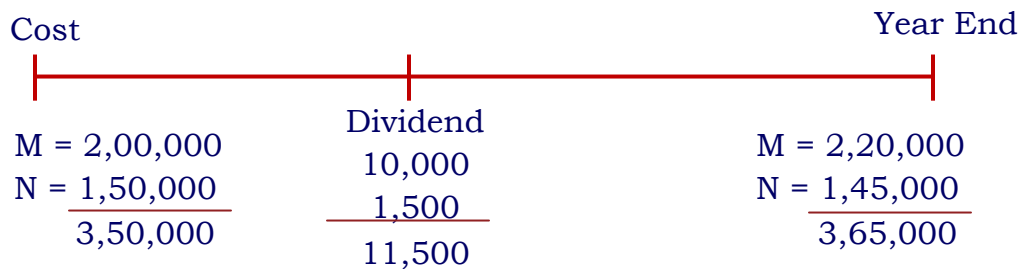 Cost
Year End
Dividend
M = 2,00,000
N = 1,50,000
3,50,000
10,000
1,500
11,500
M = 2,20,000
N = 1,45,000
3,65,000